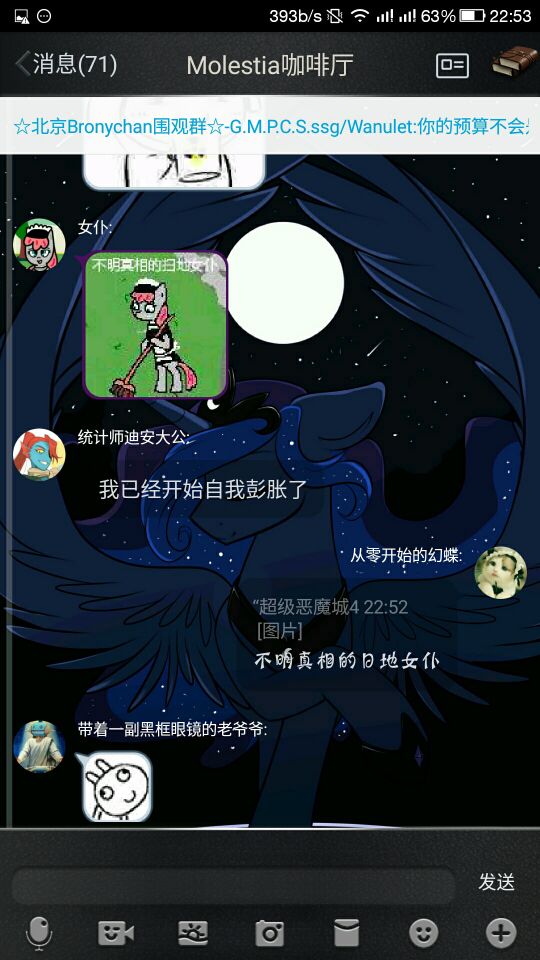 393b/s 63% 22:53
消息(71) Molestia咖啡厅
☆北京Bronychan围观群☆-G.M.P.C.S.ssg/Wanulet:你的预算不会是
女仆:
不明真相的扫地女仆
统计师迪安大公:
我已经开始自我彭胀了
从零开始的幻蝶:
“超级恶魔城4 22:52
[图片]
不明真相的日地女仆
带着一副黑框眼镜的老爷爷:
发送